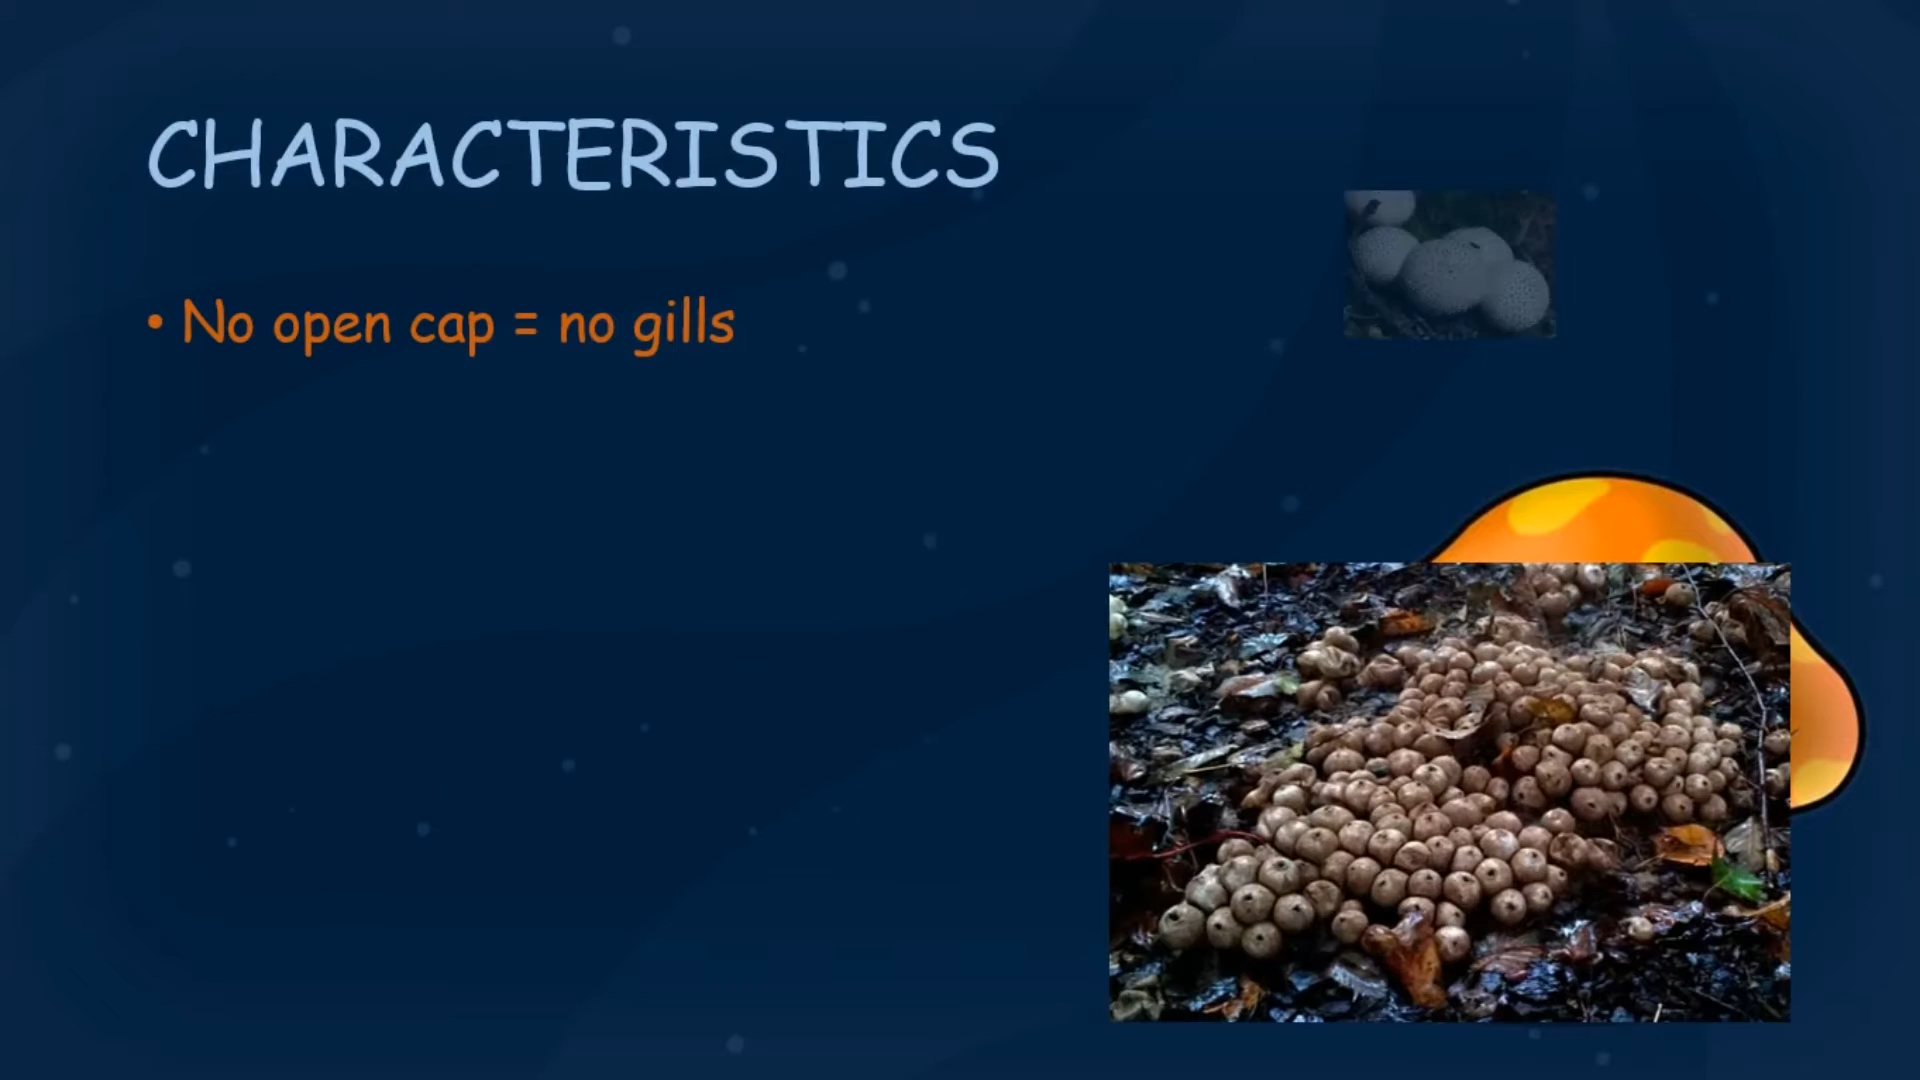 CHARACTERISTICS
• No open cap = no gills